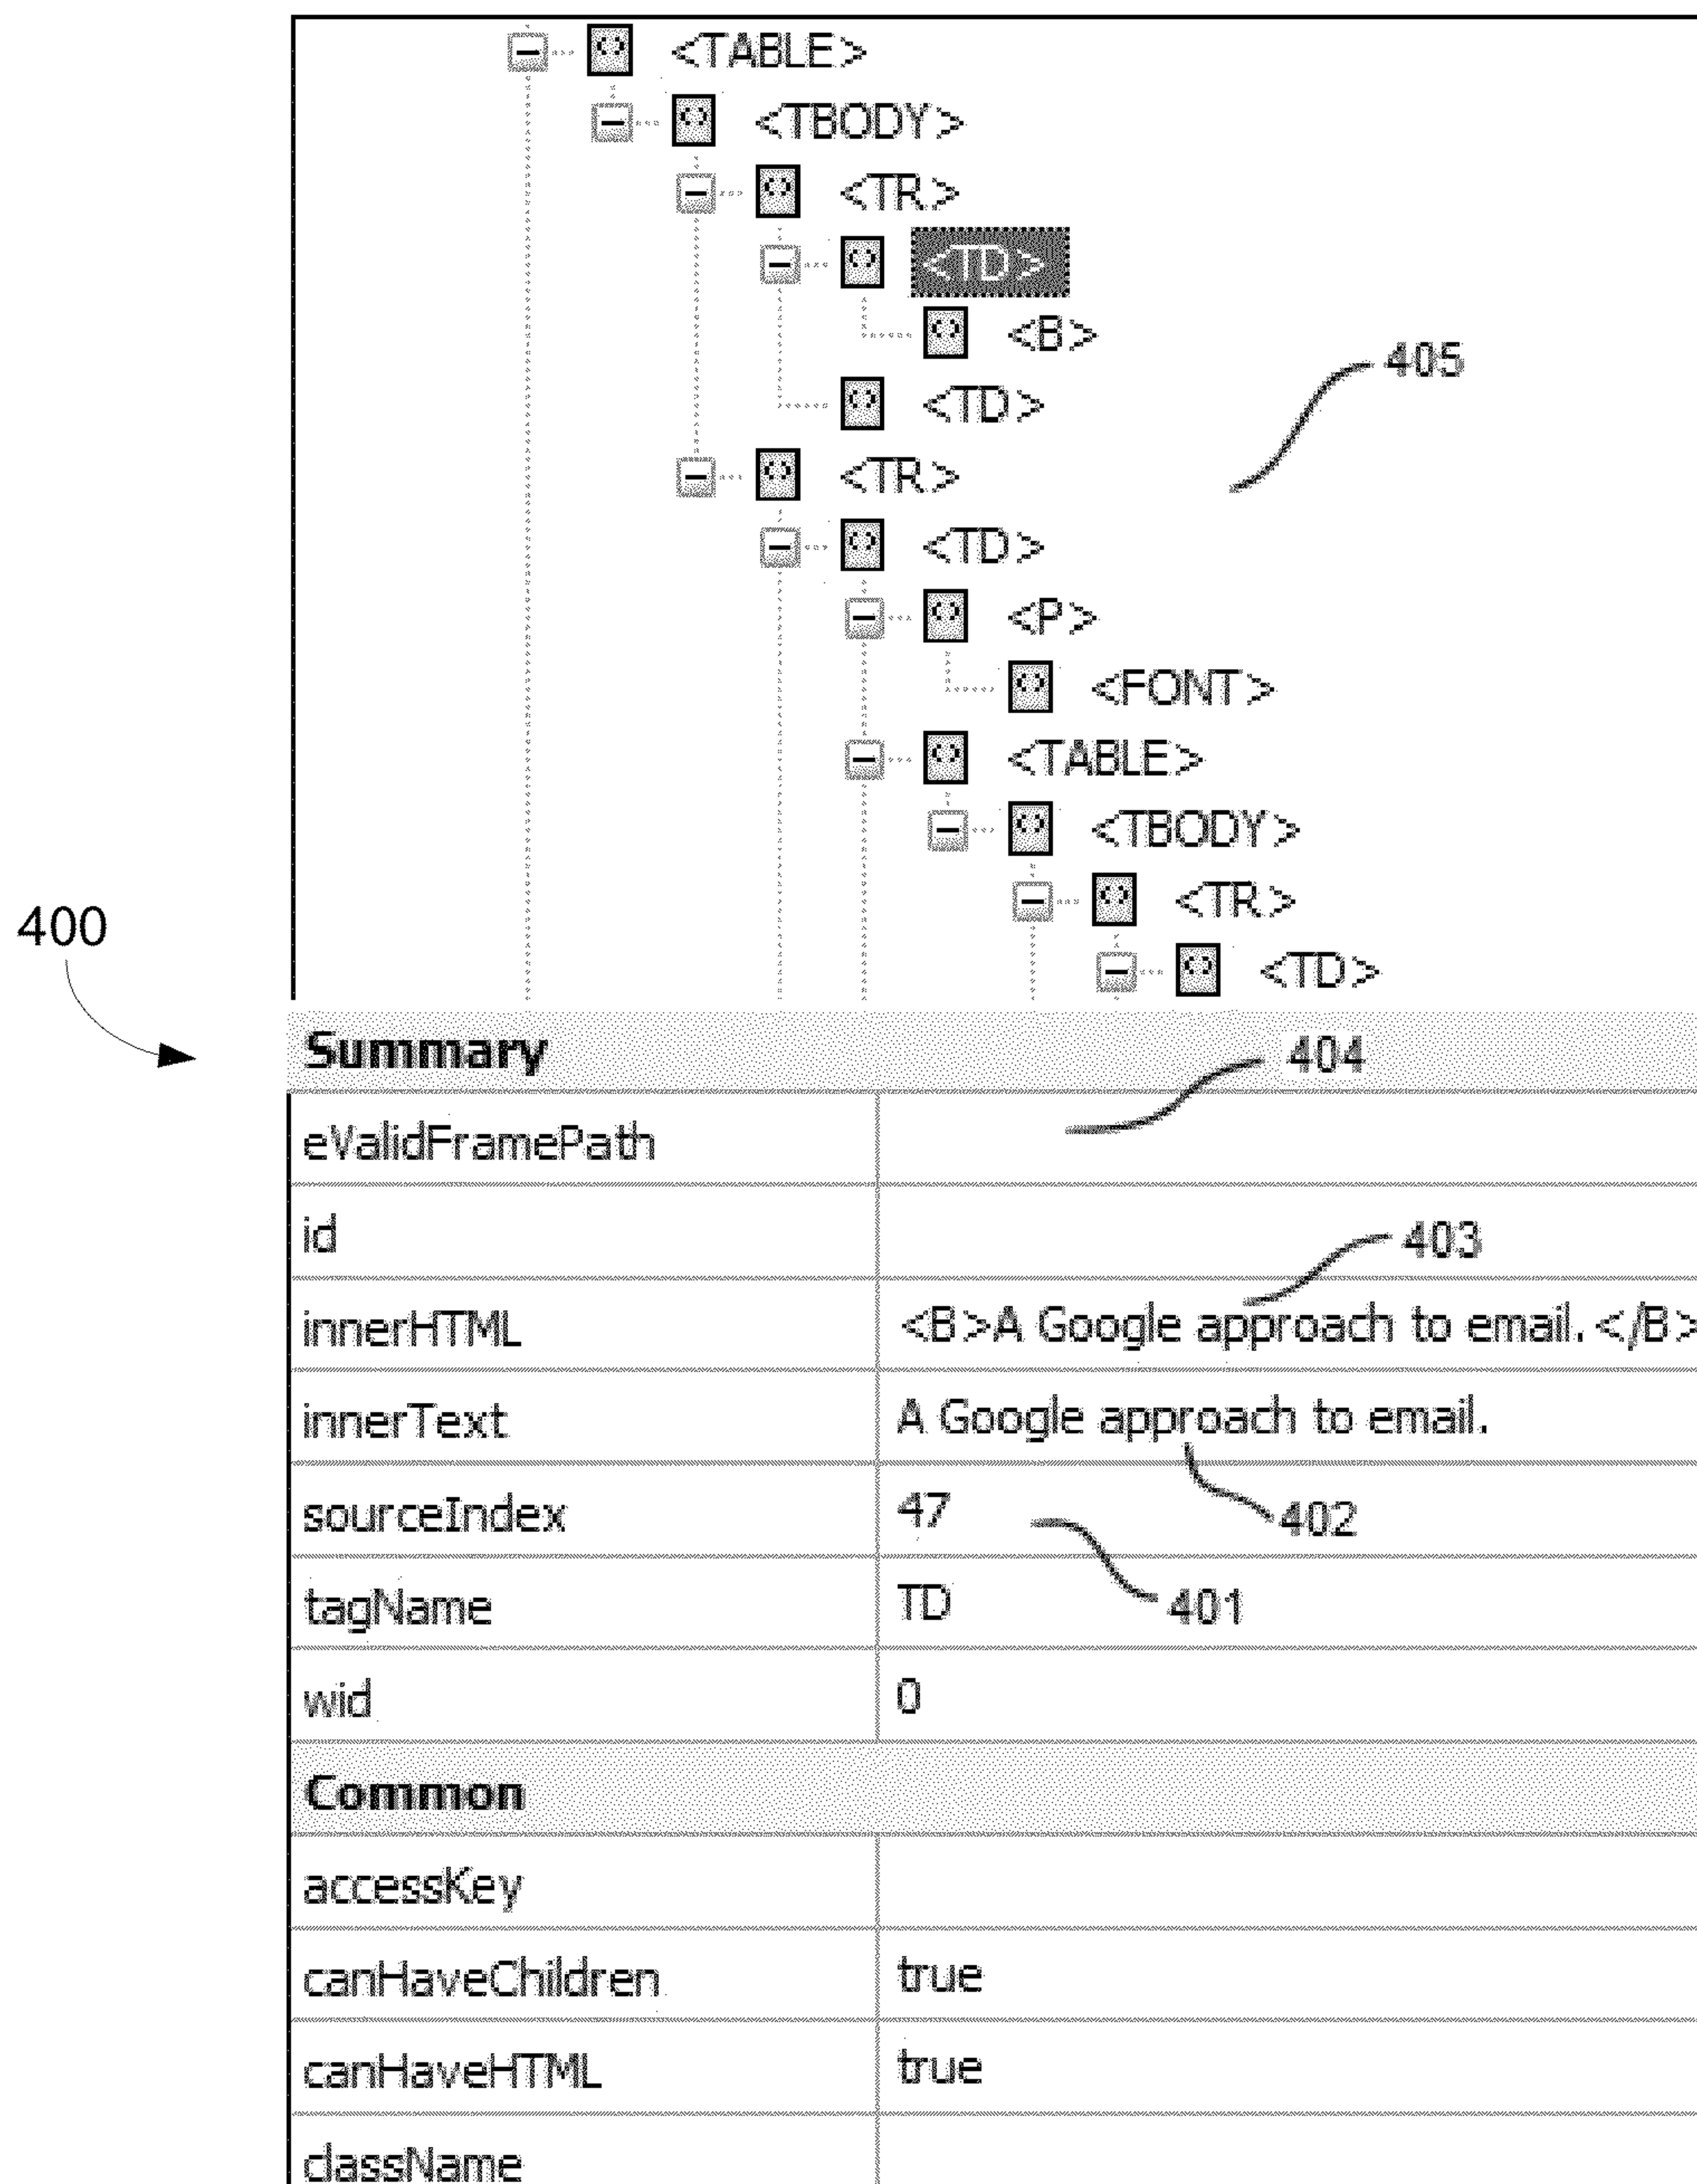 <TABLE>
<TBODY>
<TR>
<TD>
<B>
405
<TD>
<TR>
<TD>
<P>
<FONT>
<TABLE>
<TBODY>
<TR>
400
<TD>
Summary 404
eValidFramePath
id
403
innerHTML <B>A Google approach to email. </B>
innerText A Google approach to email.
sourceIndex 47 402
tagName TD 401
wid 0
Common
accessKey
canHaveChildren true
canHaveHTML true
className